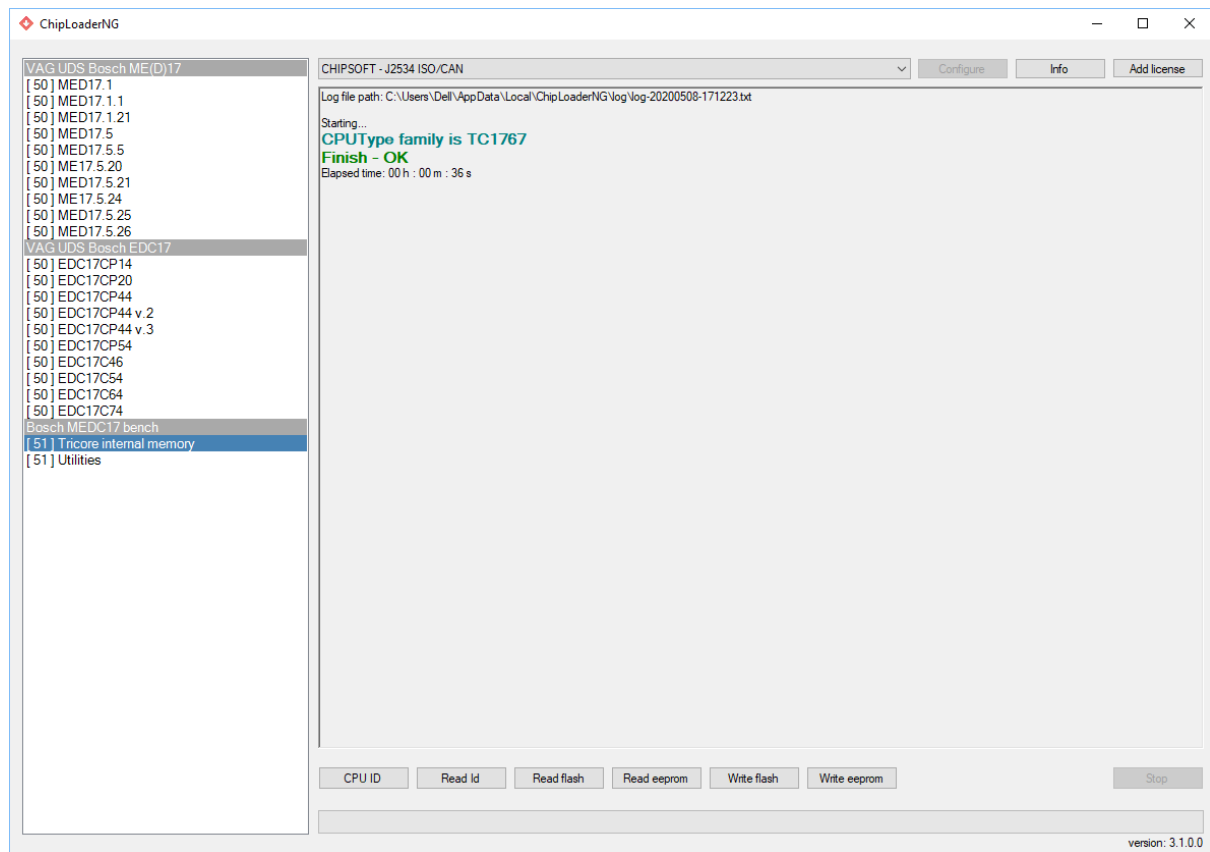 ChipLoaderNG
VAG UDS Bosch ME(D)17
[ 50 ] MED17.1
[ 50 ] MED17.1.1
[ 50 ] MED17.1.21
[ 50 ] MED17.5
[ 50 ] MED17.5.5
[ 50 ] ME17.5.20
[ 50 ] MED17.5.21
[ 50 ] ME17.5.24
[ 50 ] MED17.5.25
[ 50 ] MED17.5.26
VAG UDS Bosch EDC17
[ 50 ] EDC17CP14
[ 50 ] EDC17CP20
[ 50 ] EDC17CP44
[ 50 ] EDC17CP44 v.2
[ 50 ] EDC17CP44 v.3
[ 50 ] EDC17CP54
[ 50 ] EDC17C46
[ 50 ] EDC17C54
[ 50 ] EDC17C64
[ 50 ] EDC17C74
Bosch MEDC17 bench
[ 51 ] Tricore internal memory
[ 51 ] Utilities
CHIPSOFT - J2534 ISO/CAN
Configure
Info
Add license
Log file path: C:\Users\Dell\AppData\Local\ChipLoaderNG\log\log-20200508-171223.txt
Starting...
CPUType family is TC1767
Finish - OK
Elapsed time: 00 h : 00 m : 36 s
CPU ID
Read Id
Read flash
Read eeprom
Write flash
Write eeprom
Stop
version: 3.1.0.0